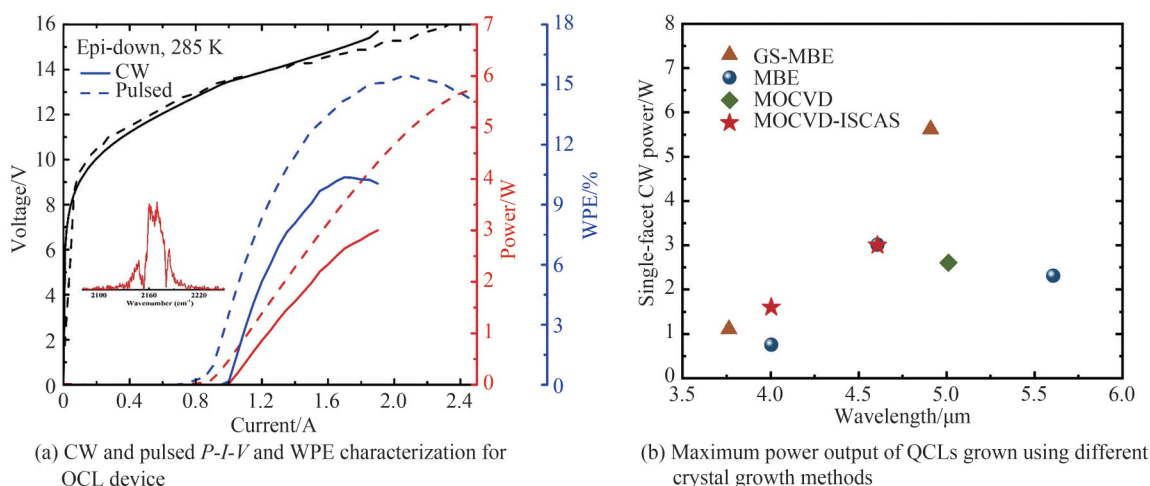 16
14
12
10
8
6
4
2
0
Voltage/V
Epi-down, 285 K
CW
Pulsed
2100 2160 2220
Wavenumber (cm⁻¹)
0 0.4 0.8 1.2 1.6 2.0 2.4
Current/A
7
6
5
4
3
2
1
0
Power/W
18
15
12
9
6
3
0
WPE/%
(a) CW and pulsed P-I-V and WPE characterization for
OCL device
8
7
6
5
4
3
2
1
0
Single-facet CW power/W
GS-MBE
MBE
MOCVD
MOCVD-ISCAS
3.5 4.0 4.5 5.0 5.5 6.0
Wavelength/μm
(b) Maximum power output of QCLs grown using different
crystal growth methods